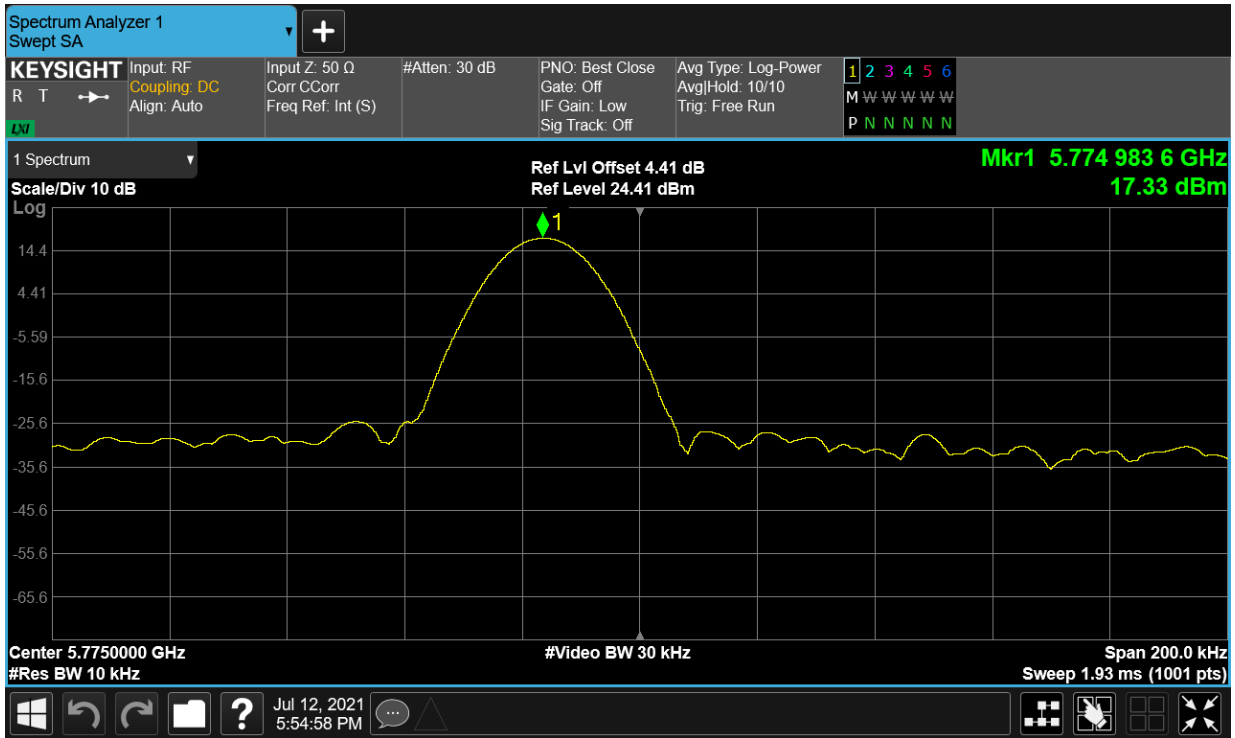 Spectrum Analyzer 1
Swept SA
KEYSIGHT
R T
LXI
Input: RF
Coupling: DC
Align: Auto
Input Z: 50 Ω
Corr CCorr
Freq Ref: Int (S)
#Atten: 30 dB
PNO: Best Close
Gate: Off
IF Gain: Low
Sig Track: Off
Avg Type: Log-Power
Avg|Hold: 10/10
Trig: Free Run
1 2 3 4 5 6
M W W W W W
P N N N N N
1 Spectrum
Scale/Div 10 dB
Log
Ref Lvl Offset 4.41 dB
Ref Level 24.41 dBm
Mkr1 5.774 983 6 GHz
17.33 dBm
1
14.4
4.41
-5.59
-15.6
-25.6
-35.6
-45.6
-55.6
-65.6
Center 5.7750000 GHz
#Video BW 30 kHz
Span 200.0 kHz
#Res BW 10 kHz
Sweep 1.93 ms (1001 pts)
?
Jul 12, 2021
5:54:58 PM